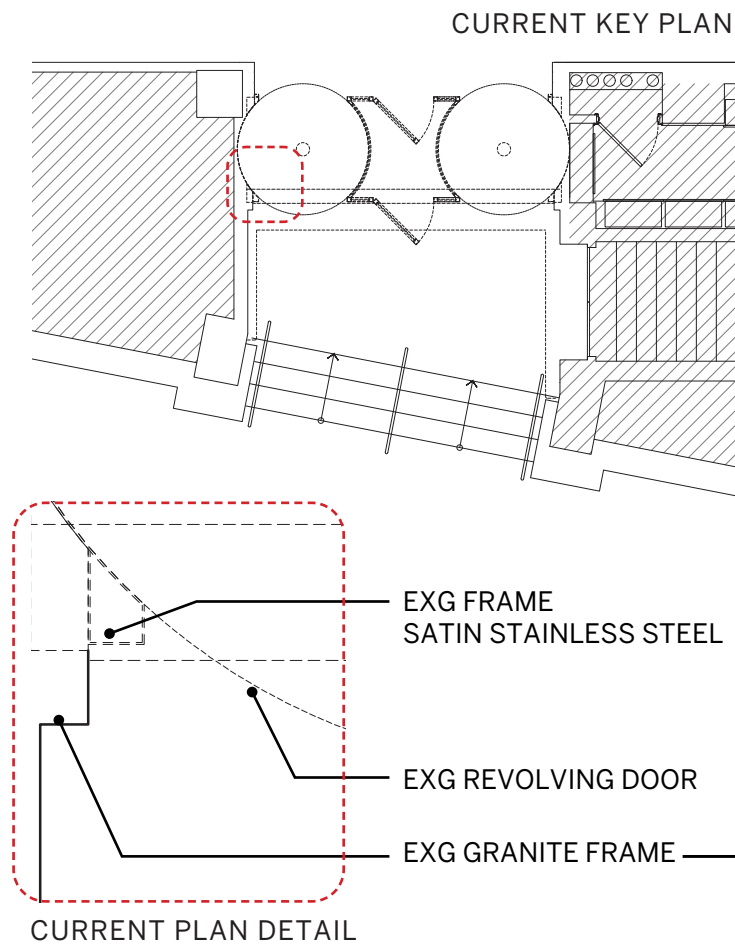 CURRENT KEY PLAN
EXG FRAME
SATIN STAINLESS STEEL
EXG REVOLVING DOOR
EXG GRANITE FRAME
CURRENT PLAN DETAIL